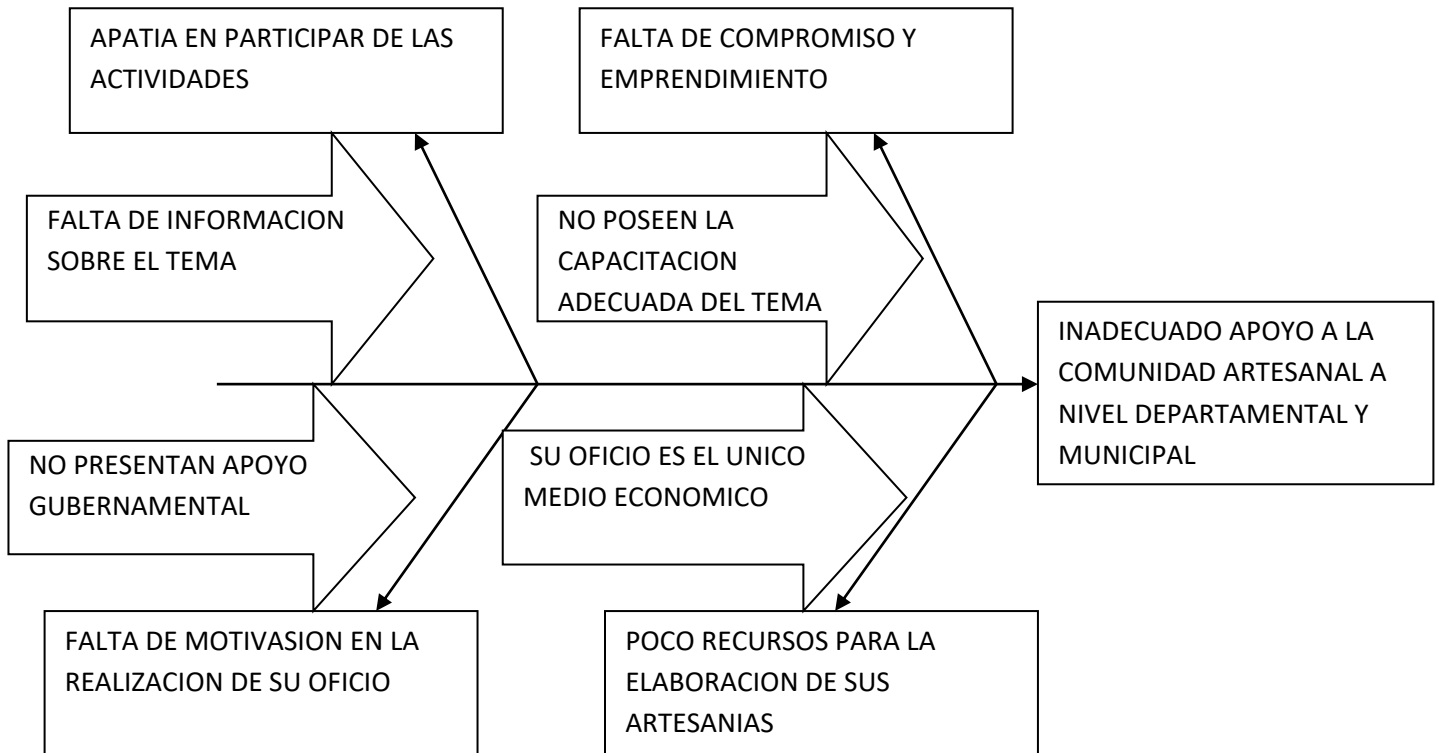 APATIA EN PARTICIPAR DE LAS
ACTIVIDADES
FALTA DE COMPROMISO Y
EMPRENDIMIENTO
FALTA DE INFORMACION
SOBRE EL TEMA
NO POSEEN LA
CAPACITACION
ADECUADA DEL TEMA
INADECUADO APOYO A LA
COMUNIDAD ARTESANAL A
NIVEL DEPARTAMENTAL Y
MUNICIPAL
NO PRESENTAN APOYO
GUBERNAMENTAL
SU OFICIO ES EL UNICO
MEDIO ECONOMICO
FALTA DE MOTIVASION EN LA
REALIZACION DE SU OFICIO
POCO RECURSOS PARA LA
ELABORACION DE SUS
ARTESANIAS